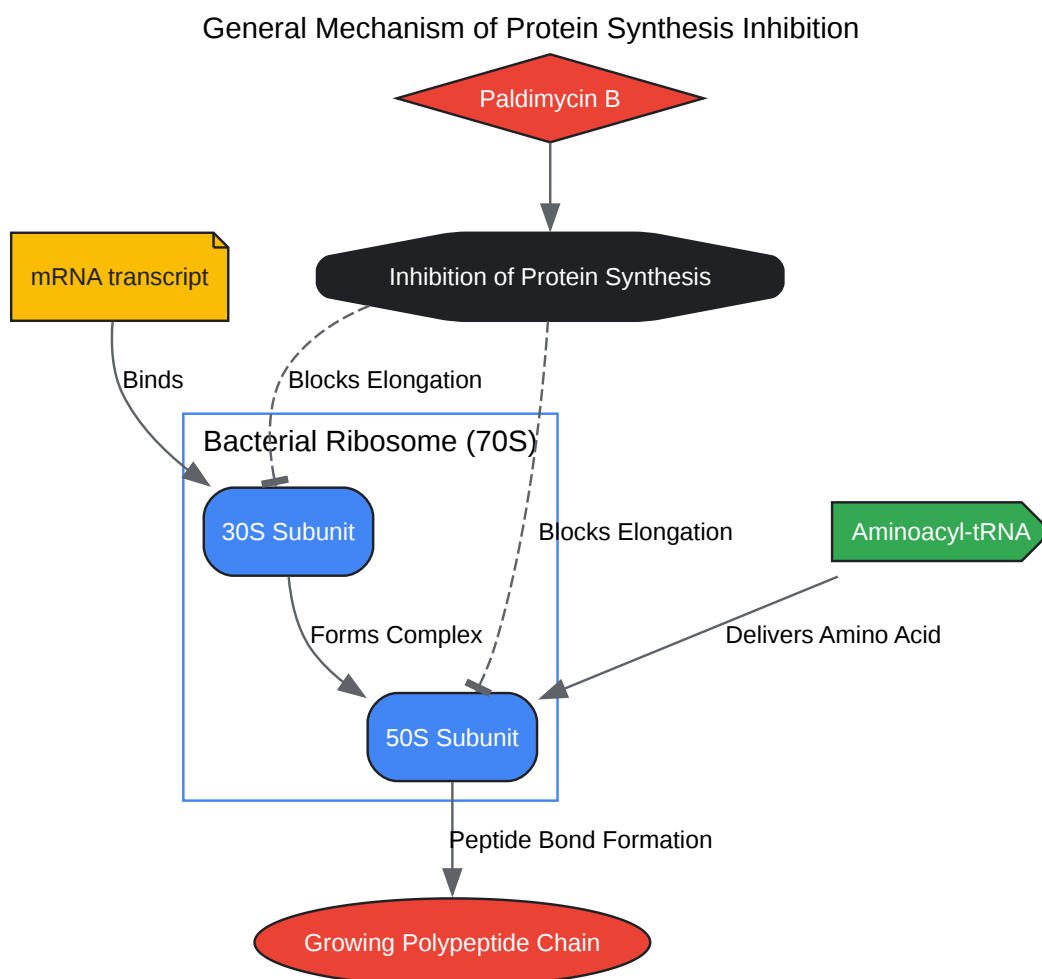 General Mechanism of Protein Synthesis Inhibition
Paldimycin B
mRNA transcript
Inhibition of Protein Synthesis
Binds
Blocks Elongation
Bacterial Ribosome (70S)
30S Subunit
Blocks Elongation
Aminoacyl-tRNA
Forms Complex
Delivers Amino Acid
50S Subunit
Peptide Bond Formation
Growing Polypeptide Chain